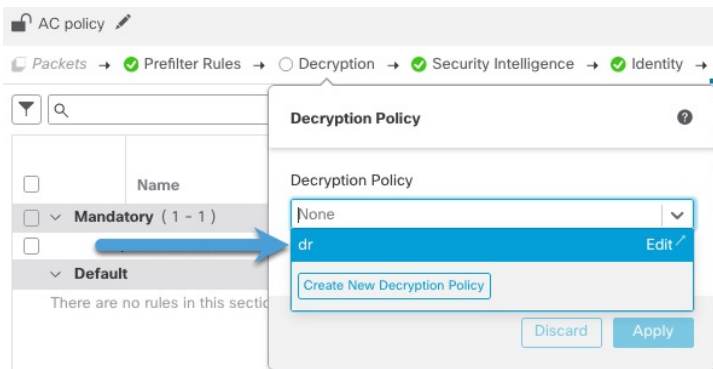 AC policy
Packets → Prefilter Rules → Decryption → Security Intelligence → Identity →
Decryption Policy
Name
Decryption Policy
None
Mandatory (1 - 1)
dr Edit
Default
Create New Decryption Policy
There are no rules in this
Discard Apply